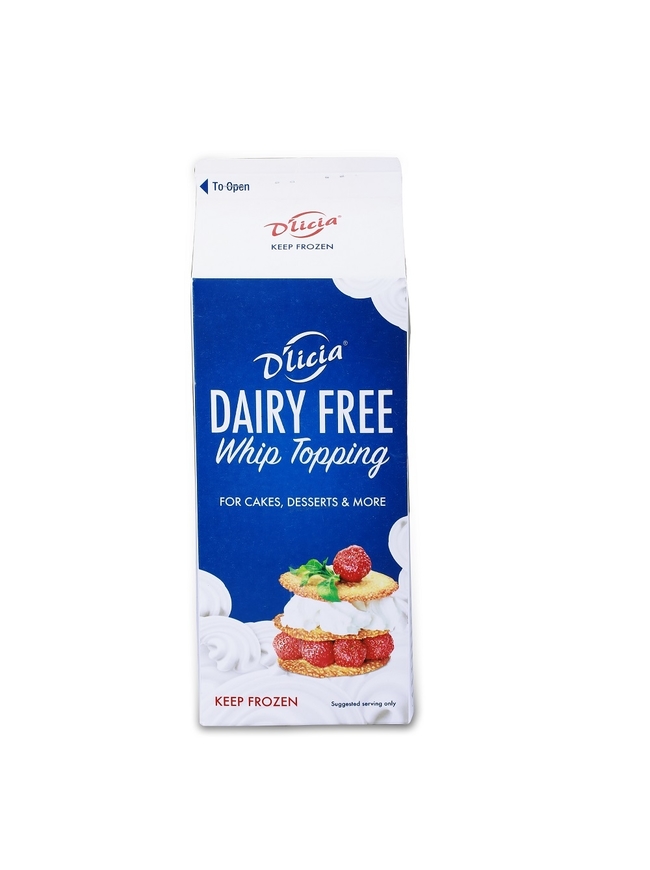 To Open
D'licia®
KEEP FROZEN
D'licia®
DAIRY FREE
Whip Topping
FOR CAKES, DESSERTS & MORE
KEEP FROZEN
Suggested serving only